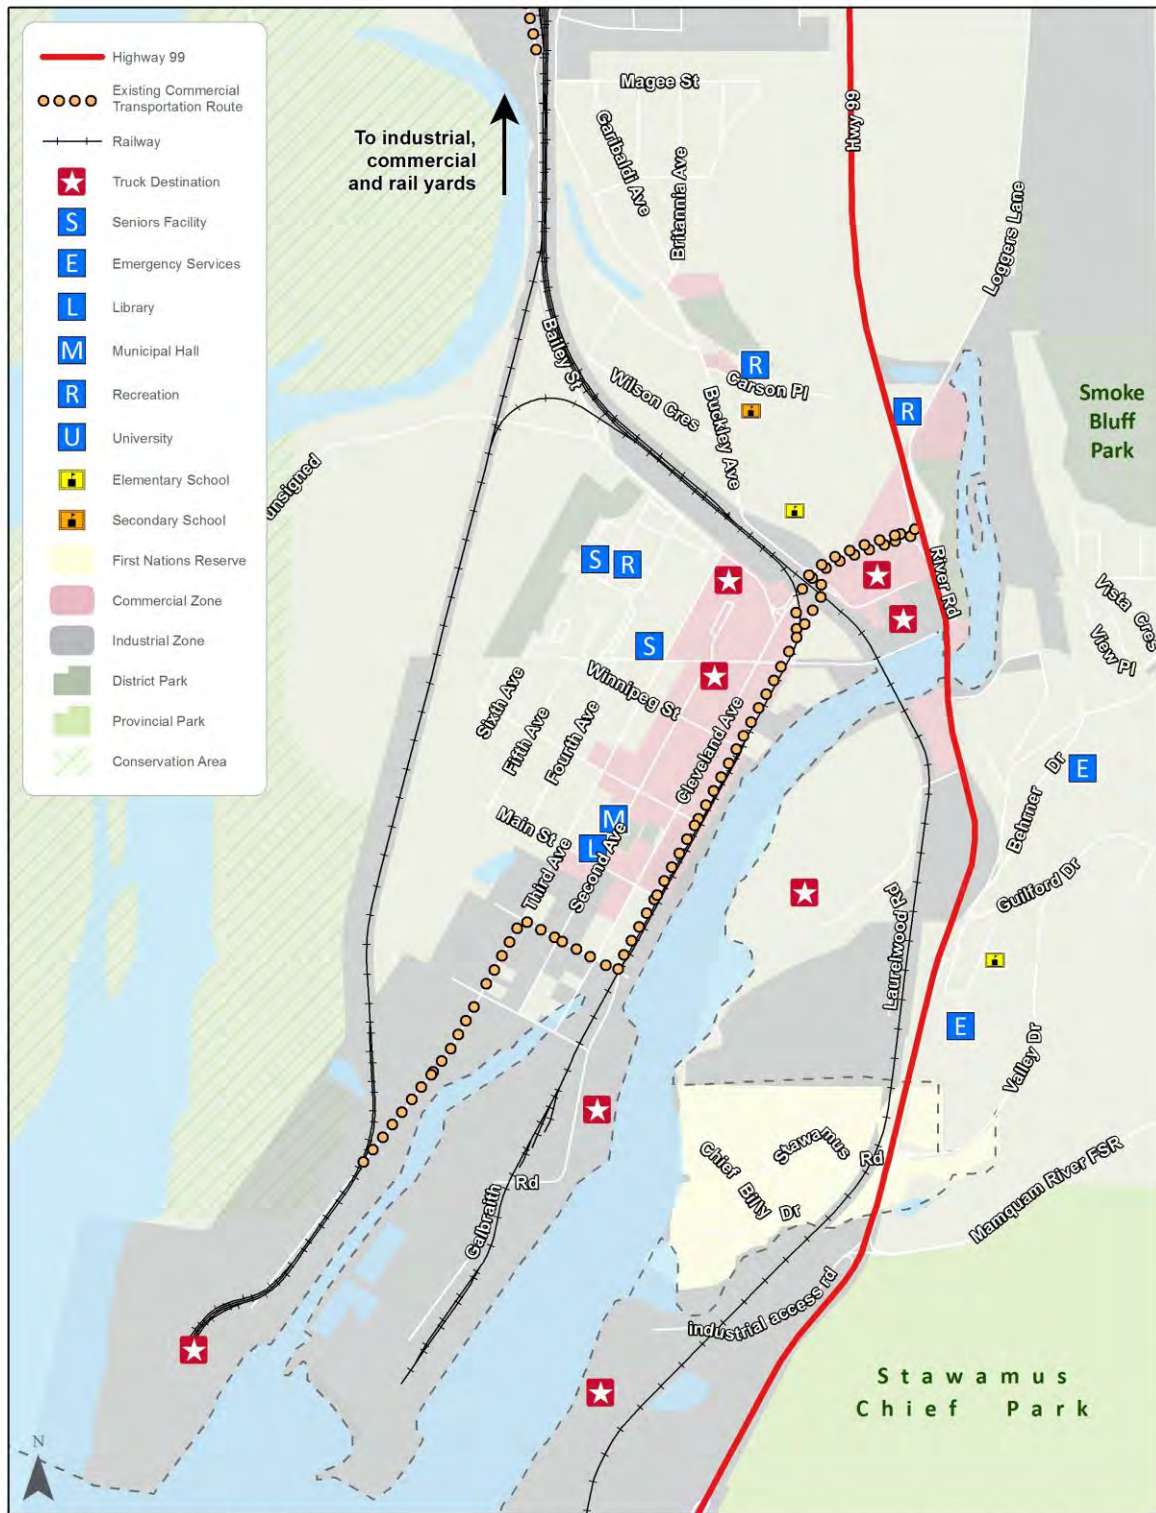 Highway 99
Existing Commercial
Transportation Route
Railway
Truck Destination
S
Seniors Facility
E
Emergency Services
L
Library
M
Municipal Hall
R
Recreation
U
University
Elementary School
Secondary School
First Nations Reserve
Commercial Zone
Industrial Zone
District Park
Provincial Park
Conservation Area
To industrial,
commercial
and rail yards
Magee St
Garibaldi Ave
Britannia Ave
Hwy 99
Loggers Lane
Bailey St
Wilson Cres
R
Carson Pl
Buckley Ave
R
Smoke
Bluff
Park
unsigned
S
R
River Rd
Vista Cres
View Pl
S
Winnipeg St
Sixth Ave
Fifth Ave
Fourth Ave
Cleveland Ave
E
Behrner Dr
Main St
M
L
Third Ave
Second Ave
Guilford Dr
Laurelwood Rd
E
Valley Dr
Stawamus Rd
Chief Billy Dr
Mamquam River FSR
Galbraith Rd
industrial access rd
Stawamus
Chief Park
N